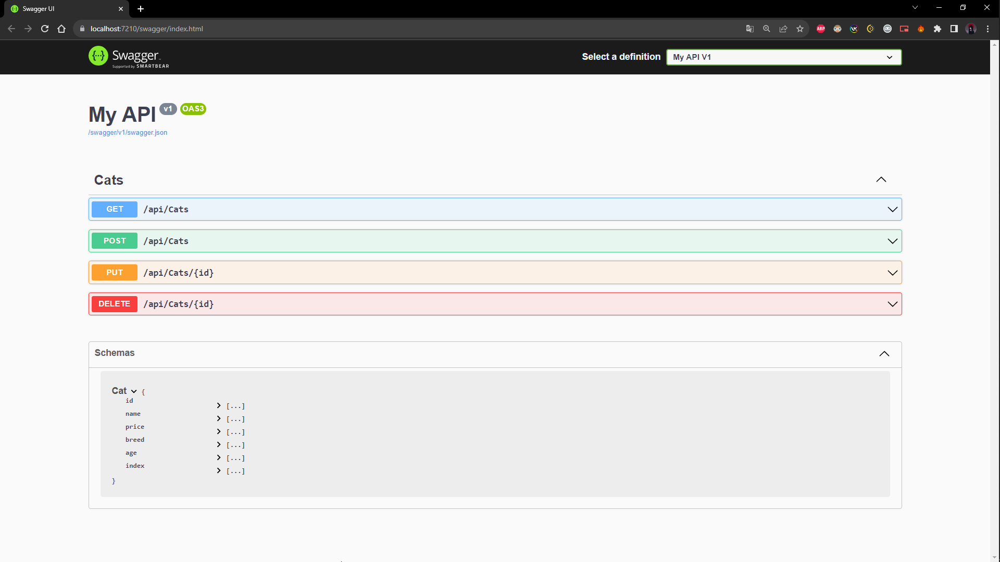 Swagger UI
localhost:7210/swagger/index.html
ABP
VK
Swagger
Supported by SMARTBEAR
Select a definition
My API V1
My API v1 OAS3
/swagger/v1/swagger.json
Cats
GET /api/Cats
POST /api/Cats
PUT /api/Cats/{id}
DELETE /api/Cats/{id}
Schemas
Cat {
id [...]
name [...]
price [...]
breed [...]
age [...]
index [...]
}